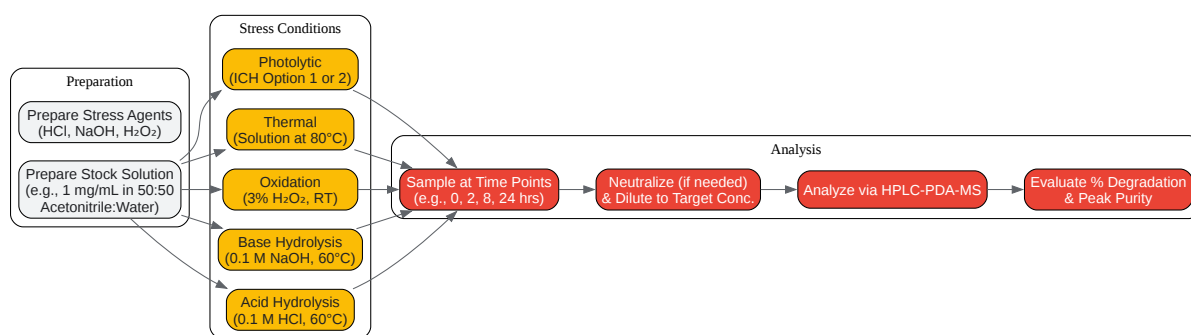 Preparation
Prepare Stress Agents
(HCl, NaOH, H₂O₂)
Prepare Stock Solution
(e.g., 1 mg/mL in 50:50
Acetonitrile:Water)
Stress Conditions
Photolytic
(ICH Option 1 or 2)
Thermal
(Solution at 80°C)
Oxidation
(3% H₂O₂, RT)
Base Hydrolysis
(0.1 M NaOH, 60°C)
Acid Hydrolysis
(0.1 M HCl, 60°C)
Analysis
Sample at Time Points
(e.g., 0, 2, 8, 24 hrs)
Neutralize (if needed)
& Dilute to Target Conc.
Analyze via HPLC-PDA-MS
Evaluate % Degradation
& Peak Purity